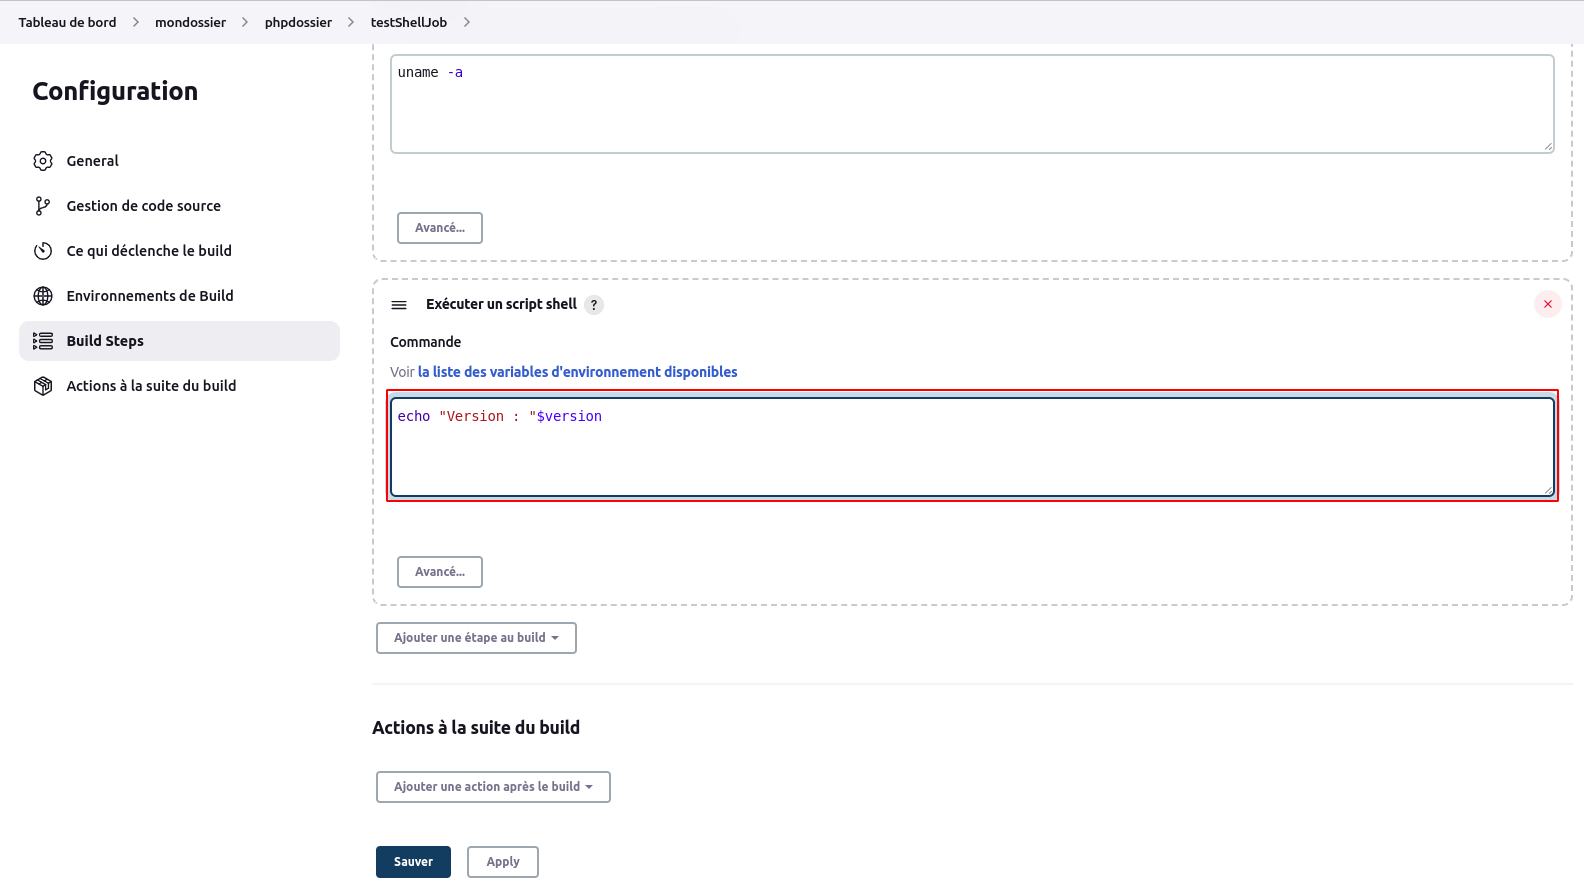 Tableau de bord > mondossier > phpdossier > testShellJob >
Configuration
General
Gestion de code source
Ce qui déclenche le build
Environnements de Build
Build Steps
Actions à la suite du build
uname -a
Avancé...
Exécuter un script shell ?
Commande
Voir la liste des variables d'environnement disponibles
echo "Version : "$version
Avancé...
Ajouter une étape au build
Actions à la suite du build
Ajouter une action après le build
Sauver Apply